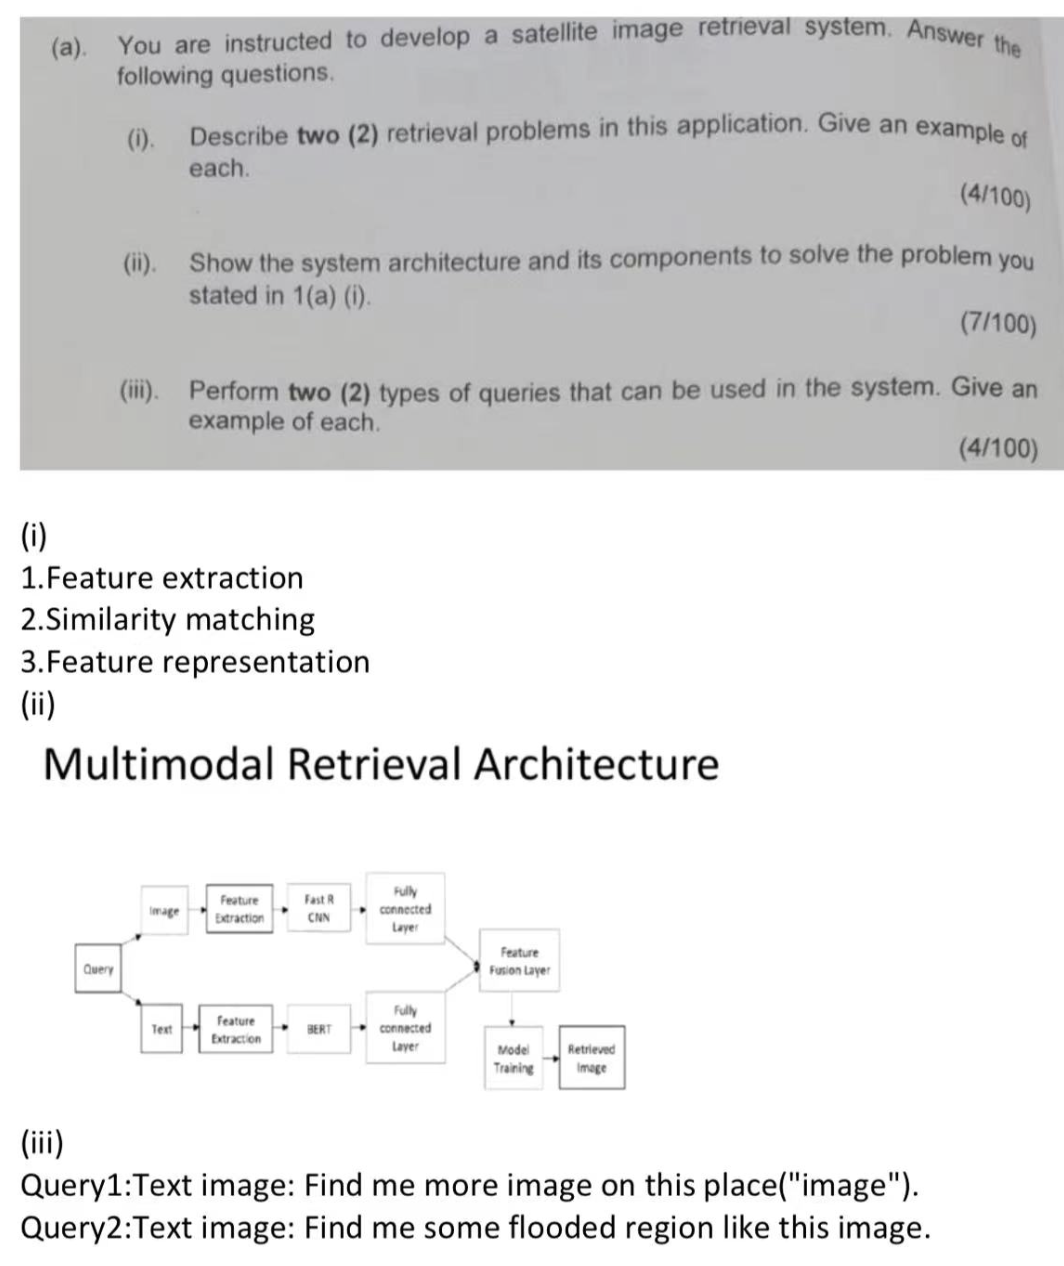 (a). You are instructed to develop a satellite image retrieval system. Answer the
following questions.
(i). Describe two (2) retrieval problems in this application. Give an example of
each.
(4/100)
(ii). Show the system architecture and its components to solve the problem you
stated in 1(a) (i).
(7/100)
(iii). Perform two (2) types of queries that can be used in the system. Give an
example of each.
(4/100)
(i)
1.Feature extraction
2.Similarity matching
3.Feature representation
(ii)
Multimodal Retrieval Architecture
Query
Image
Feature
Extraction
Fast R
CNN
Fully
connected
Layer
Text
Feature
Extraction
BERT
Fully
connected
Layer
Feature
Fusion Layer
Model
Training
Retrieved
Image
(iii)
Query1:Text image: Find me more image on this place("image").
Query2:Text image: Find me some flooded region like this image.